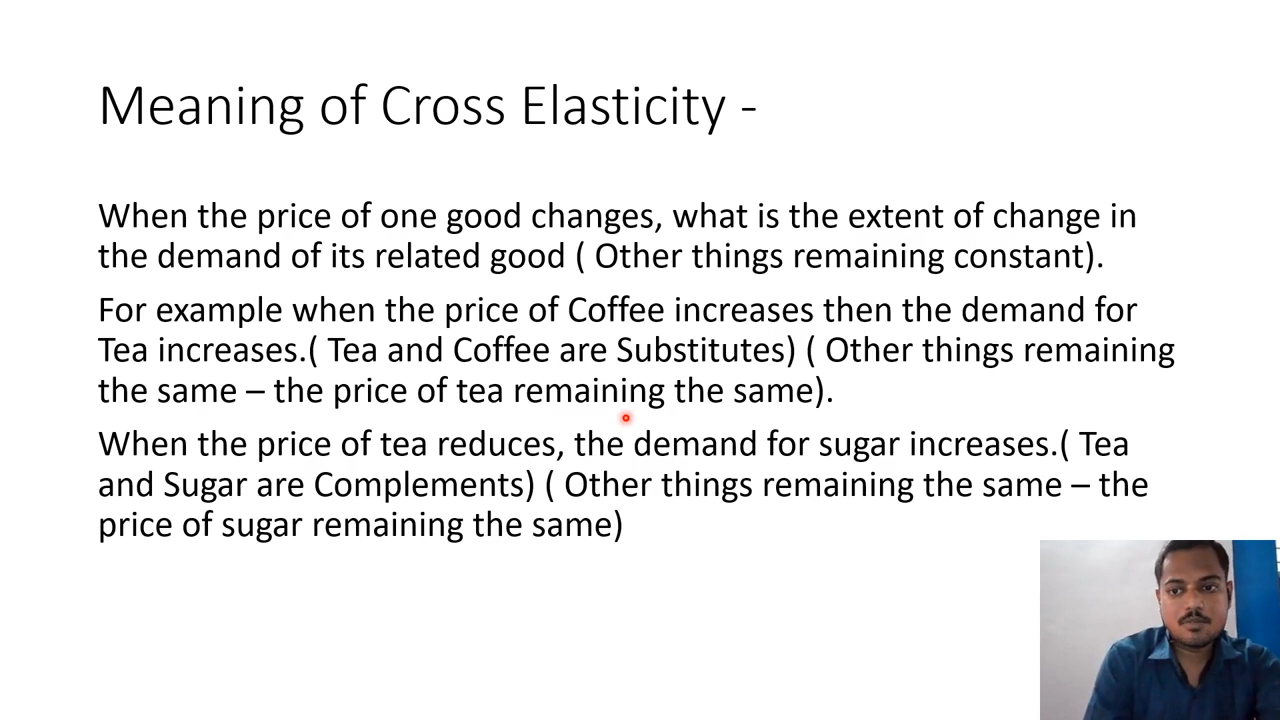 Meaning of Cross Elasticity -
When the price of one good changes, what is the extent of change in
the demand of its related good ( Other things remaining constant).
For example when the price of Coffee increases then the demand for
Tea increases.( Tea and Coffee are Substitutes) ( Other things remaining
the same – the price of tea remaining the same).
When the price of tea reduces, the demand for sugar increases.( Tea
and Sugar are Complements) ( Other things remaining the same – the
price of sugar remaining the same)